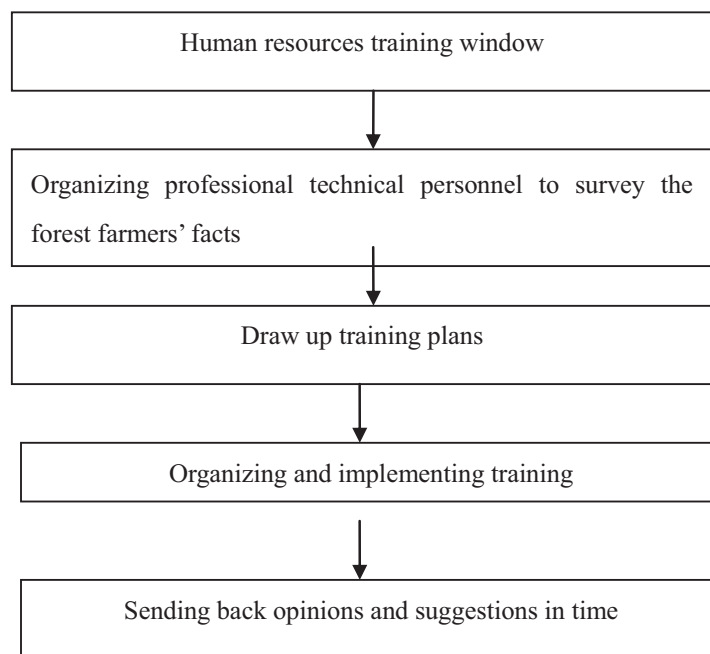 Human resources training window
Organizing professional technical personnel to survey the
forest farmers’ facts
Draw up training plans
Organizing and implementing training
Sending back opinions and suggestions in time